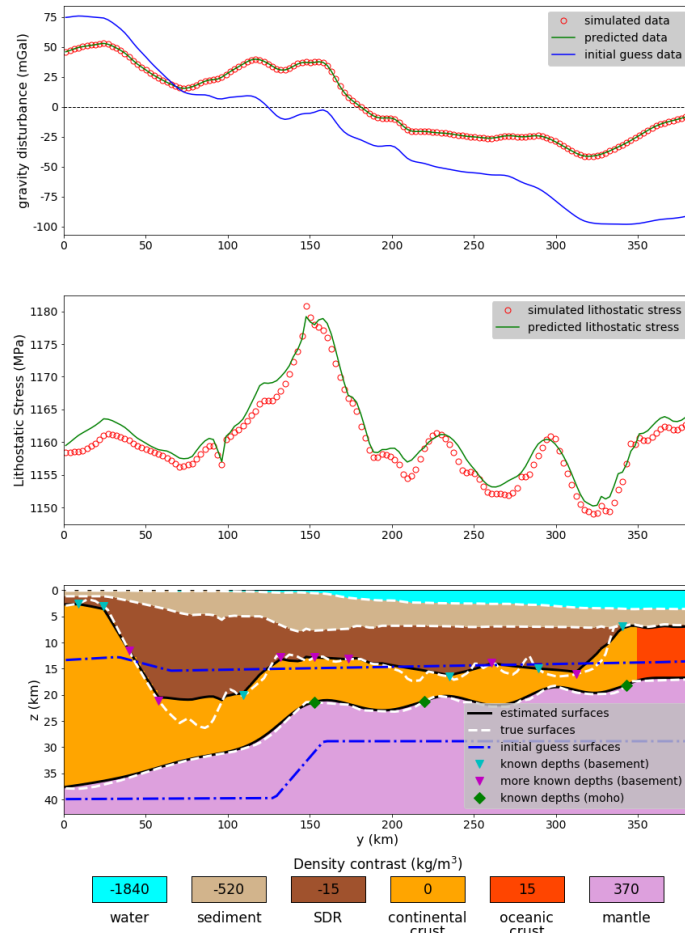 simulated data
predicted data
initial guess data
gravity disturbance (mGal)
75
50
25
0
-25
-50
-75
-100
0 50 100 150 200 250 300 350
simulated lithostatic stress
predicted lithostatic stress
Lithostatic Stress (MPa)
1180
1170
1160
1150
0 50 100 150 200 250 300 350
z (km)
0
5
10
15
20
25
30
35
40
estimated surfaces
true surfaces
initial guess surfaces
known depths (basement)
more known depths (basement)
known depths (moho)
0 50 100 150 200 250 300 350
y (km)
Density contrast (kg/m³)
-1840 -520 -15 0 15 370
water sediment SDR continental oceanic mantle
crust crust